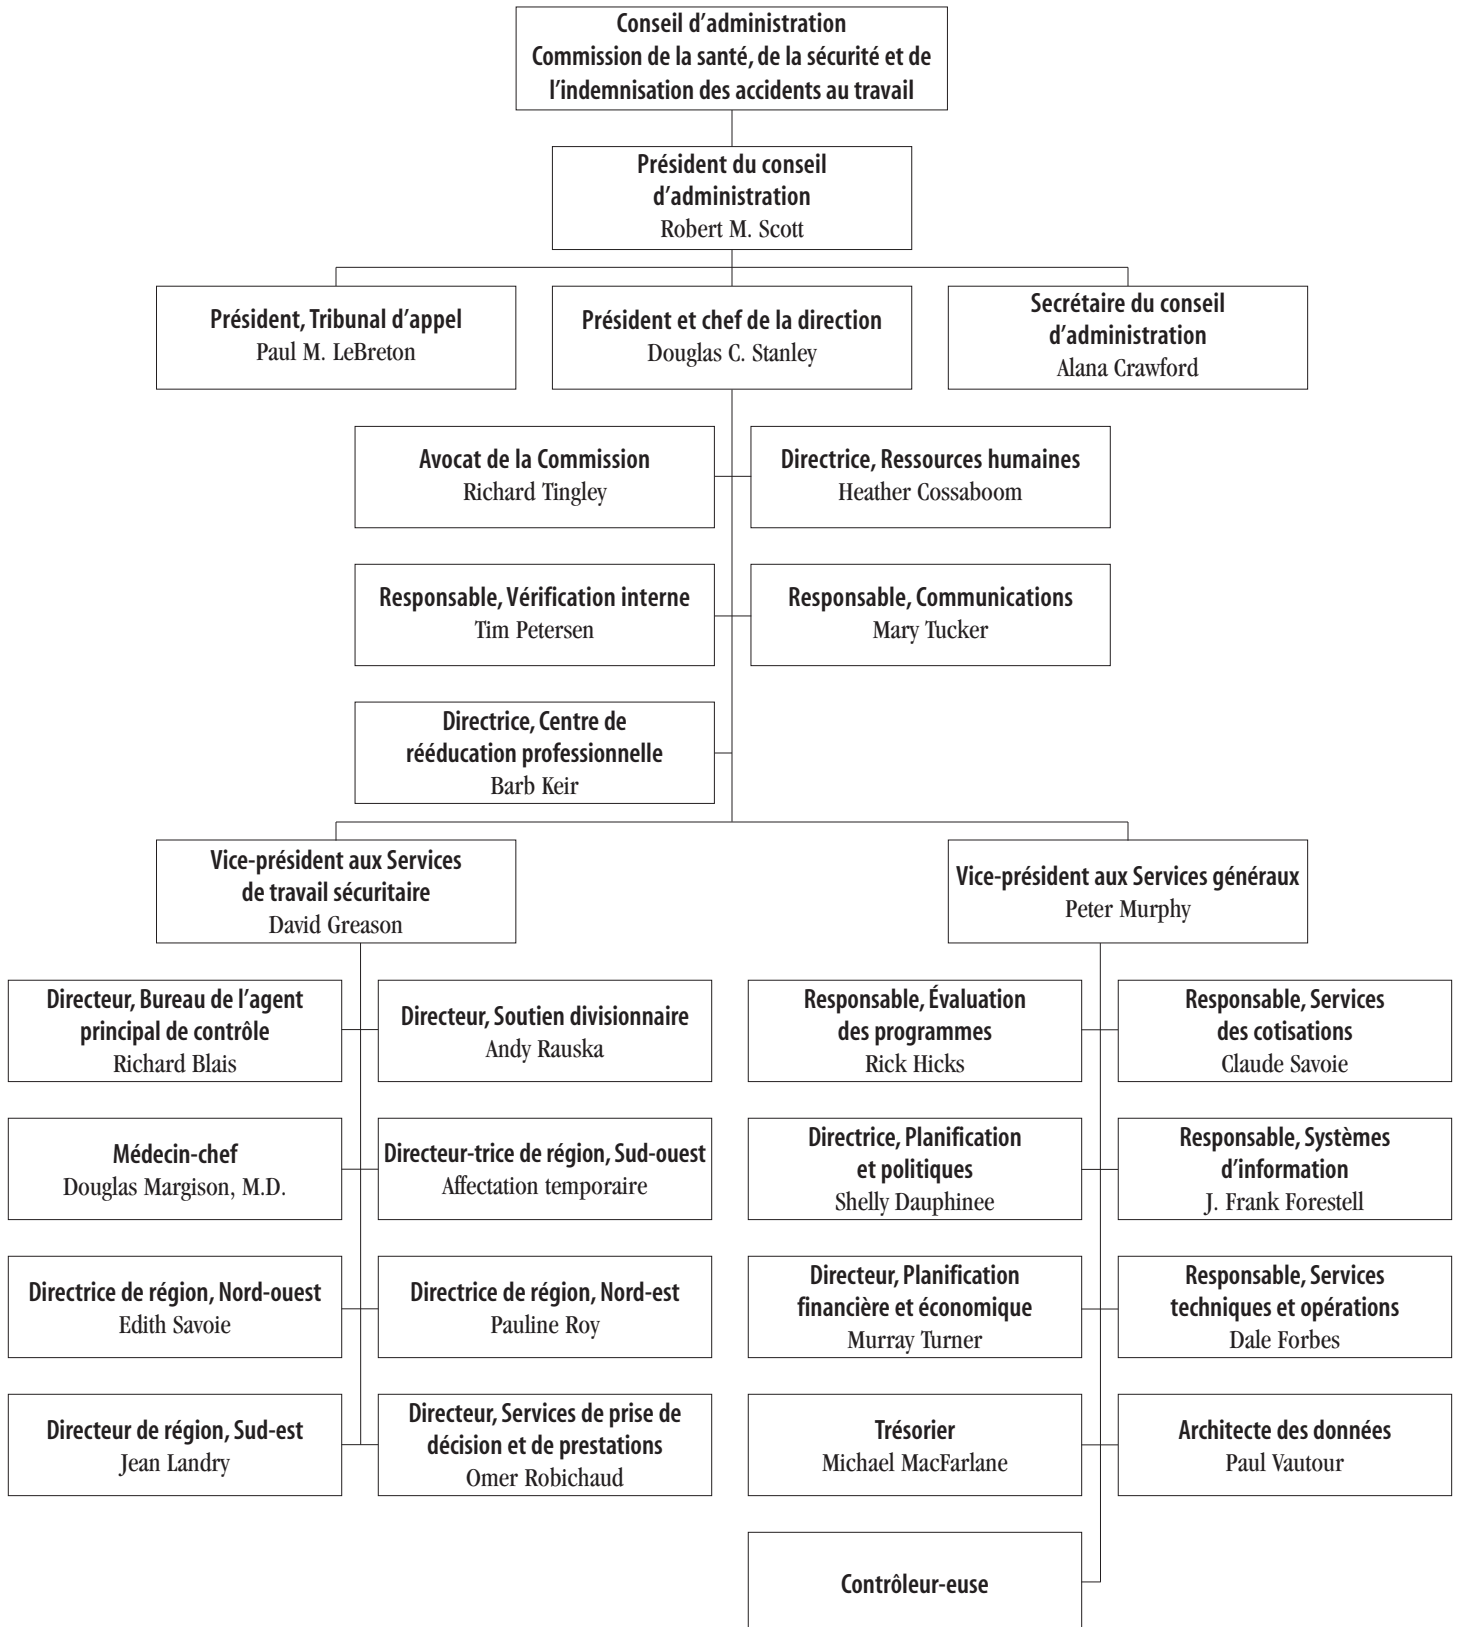 Conseil d’administration
Commission de la santé, de la sécurité et de
l’indemnisation des accidents au travail
Président du conseil
d’administration
Robert M. Scott
Président, Tribunal d’appel
Paul M. LeBreton
Président et chef de la direction
Douglas C. Stanley
Secrétaire du conseil
d’administration
Alana Crawford
Avocat de la Commission
Richard Tingley
Directrice, Ressources humaines
Heather Cossaboom
Responsable, Vérification interne
Tim Petersen
Responsable, Communications
Mary Tucker
Directrice, Centre de
rééducation professionnelle
Barb Keir
Vice-président aux Services
de travail sécuritaire
David Greason
Vice-président aux Services généraux
Peter Murphy
Directeur, Bureau de l’agent
principal de contrôle
Richard Blais
Directeur, Soutien divisionnaire
Andy Rauska
Responsable, Évaluation
des programmes
Rick Hicks
Responsable, Services
des cotisations
Claude Savoie
Médecin-chef
Douglas Margison, M.D.
Directeur-trice de région, Sud-ouest
Affectation temporaire
Directrice, Planification
et politiques
Shelly Dauphinee
Responsable, Systèmes
d’information
J. Frank Forestell
Directrice de région, Nord-ouest
Edith Savoie
Directrice de région, Nord-est
Pauline Roy
Directeur, Planification
financière et économique
Murray Turner
Responsable, Services
techniques et opérations
Dale Forbes
Directeur de région, Sud-est
Jean Landry
Directeur, Services de prise de
décision et de prestations
Omer Robichaud
Trésorier
Michael MacFarlane
Architecte des données
Paul Vautour
Contrôleur-euse